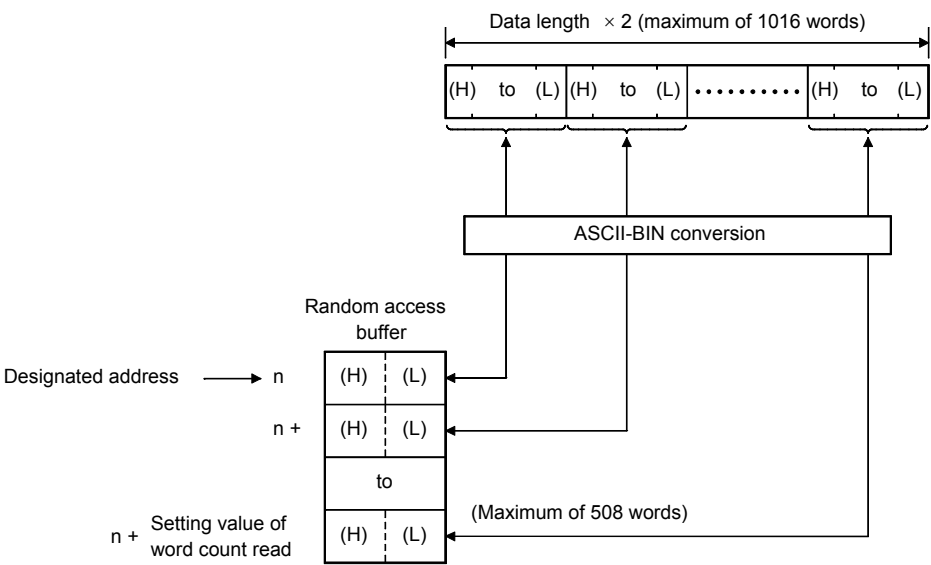 Data length × 2 (maximum of 1016 words)
(H) to (L) (H) to (L) •••••••••• (H) to (L)
ASCII-BIN conversion
Random access
buffer
Designated address n (H) (L)
n + (H) (L)
to
(Maximum of 508 words)
n + Setting value of
word count read (H) (L)